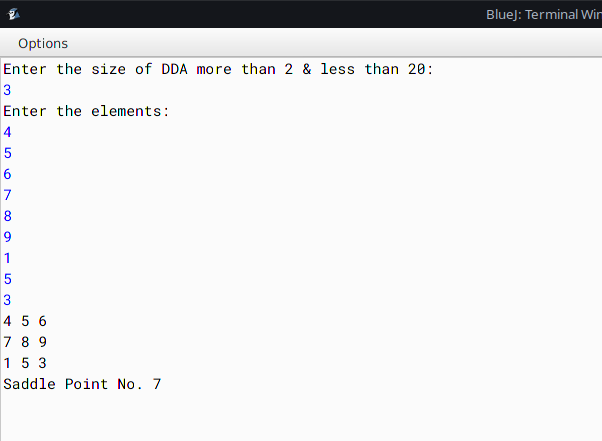 BlueJ: Terminal Win
Options
Enter the size of DDA more than 2 & less than 20:
3
Enter the elements:
4
5
6
7
8
9
1
5
3
4 5 6
7 8 9
1 5 3
Saddle Point No. 7